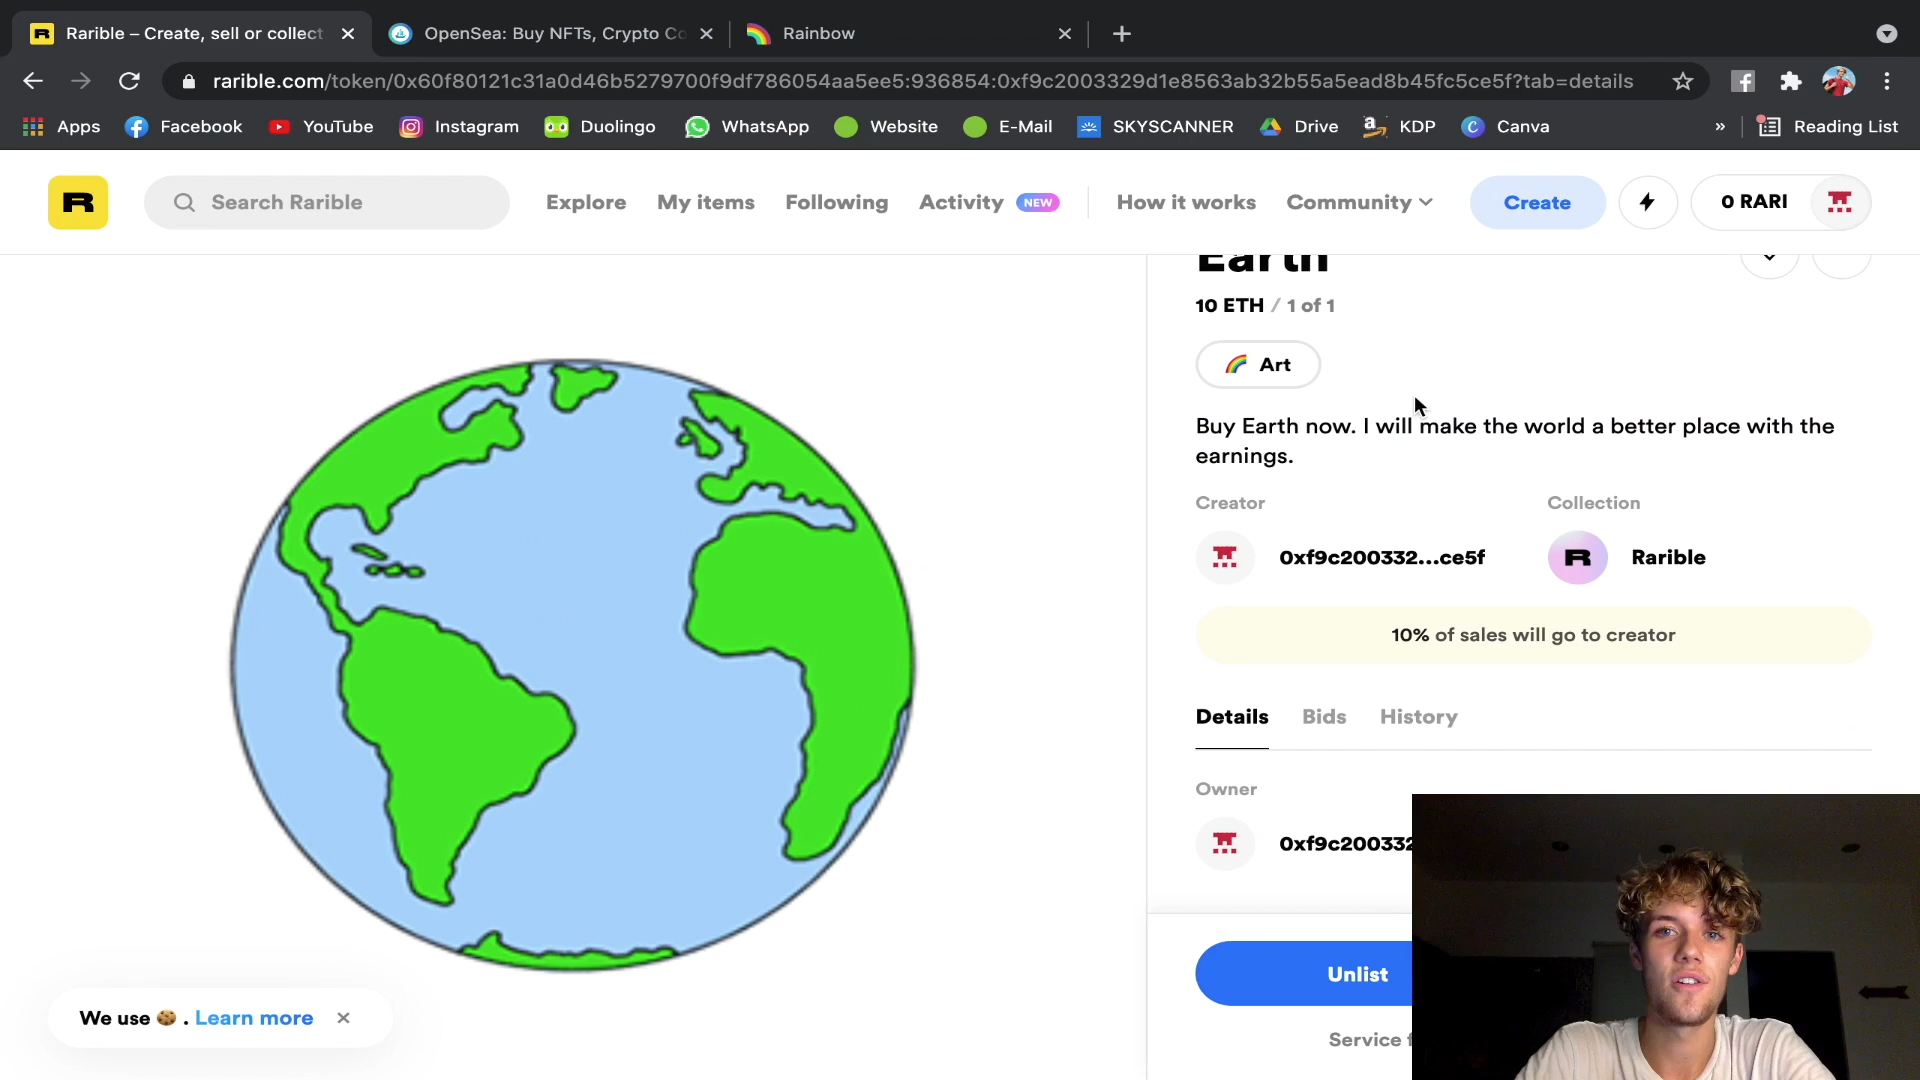 Rarible – Create, sell or collect
OpenSea: Buy NFTs, Crypto Co
Rainbow
rarible.com/token/0x60f80121c31a0d46b5279700f9df786054aa5ee5:936854:0xf9c2003329d1e8563ab32b55a5ead8b45fc5ce5f?tab=details
Apps
Facebook
YouTube
Instagram
Duolingo
WhatsApp
Website
E-Mail
SKYSCANNER
Drive
KDP
Canva
»
Reading List
R
Search Rarible
Explore
My items
Following
Activity NEW
How it works
Community
Create
0 RARI
Earth
10 ETH / 1 of 1
Art
Buy Earth now. I will make the world a better place with the
earnings.
Creator
Collection
0xf9c200332...ce5f
R
Rarible
10% of sales will go to creator
Details
Bids
History
Owner
0xf9c200332
Unlist
Service f
We use 🍪 . Learn more